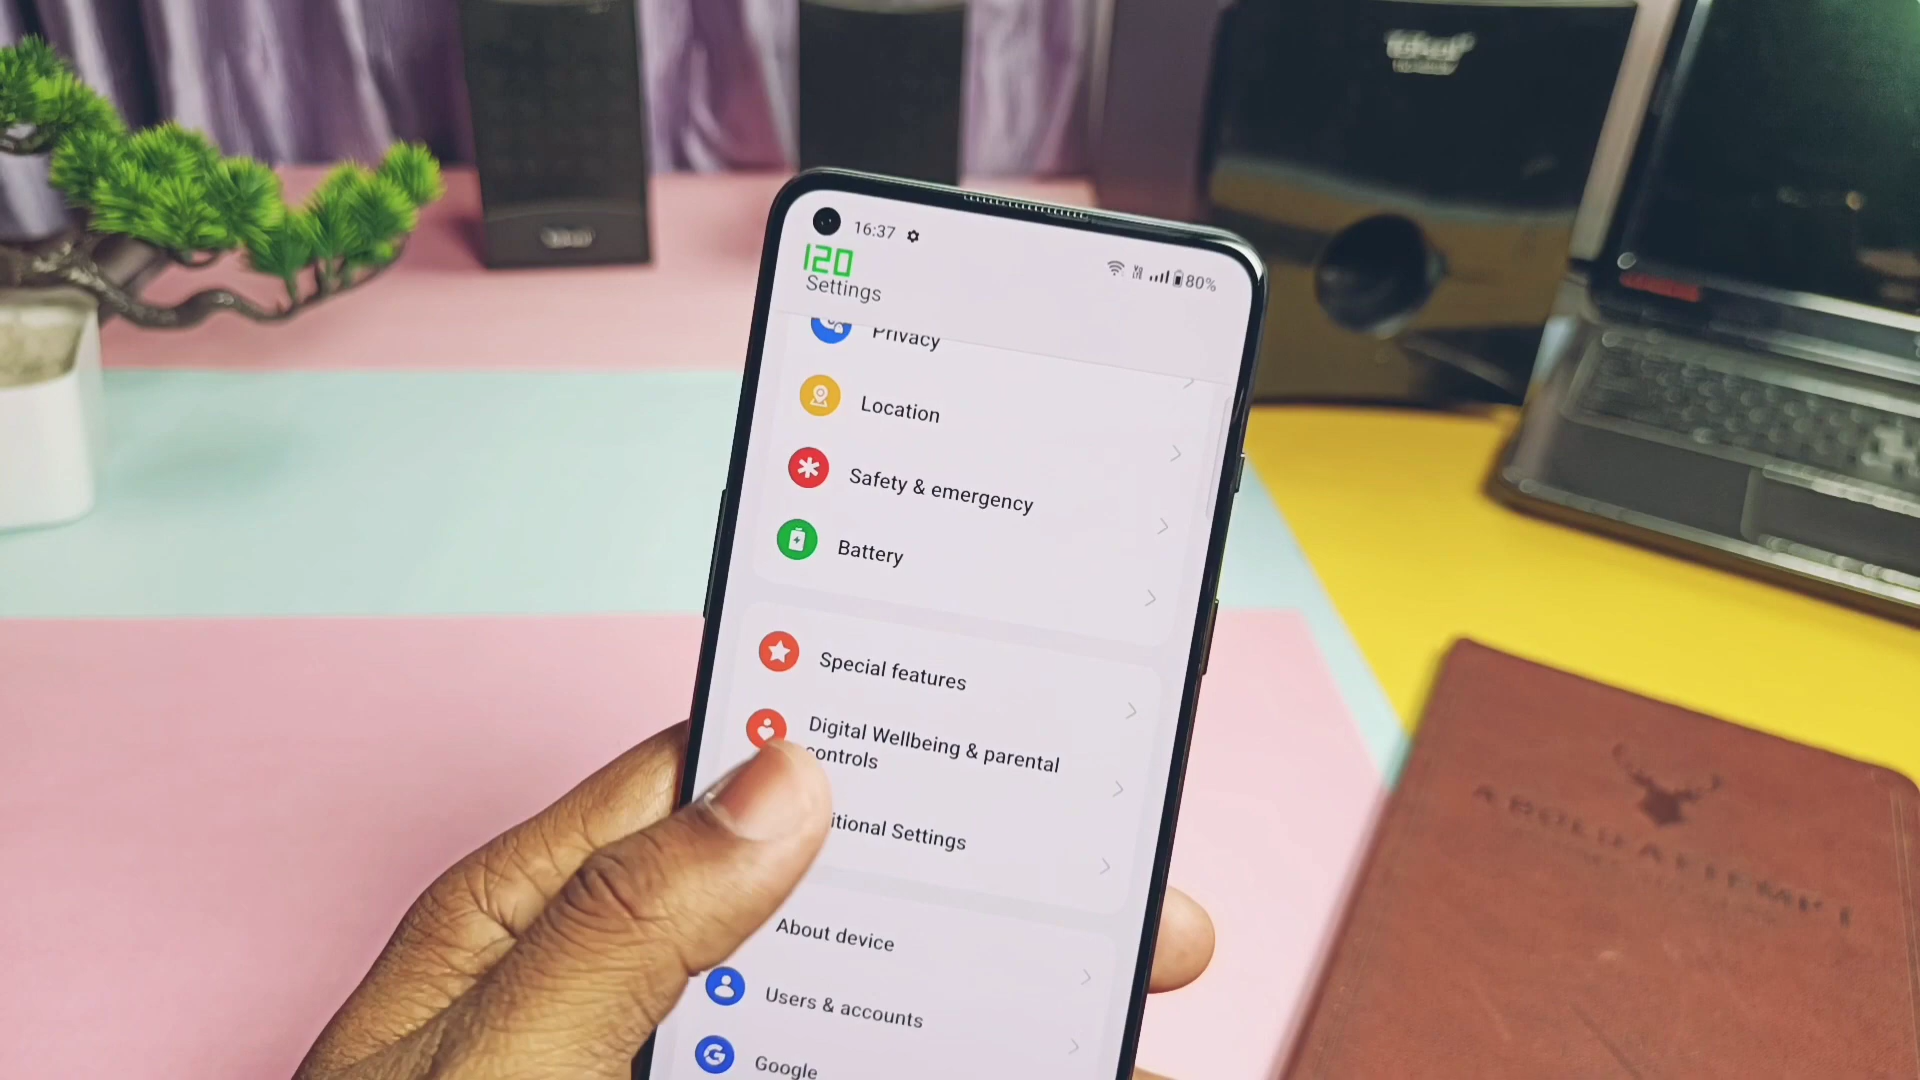 16:37
80%
120
Settings
Privacy
Location
Safety & emergency
Battery
Special features
Digital Wellbeing & parental
controls
itional Settings
About device
Users & accounts
Google